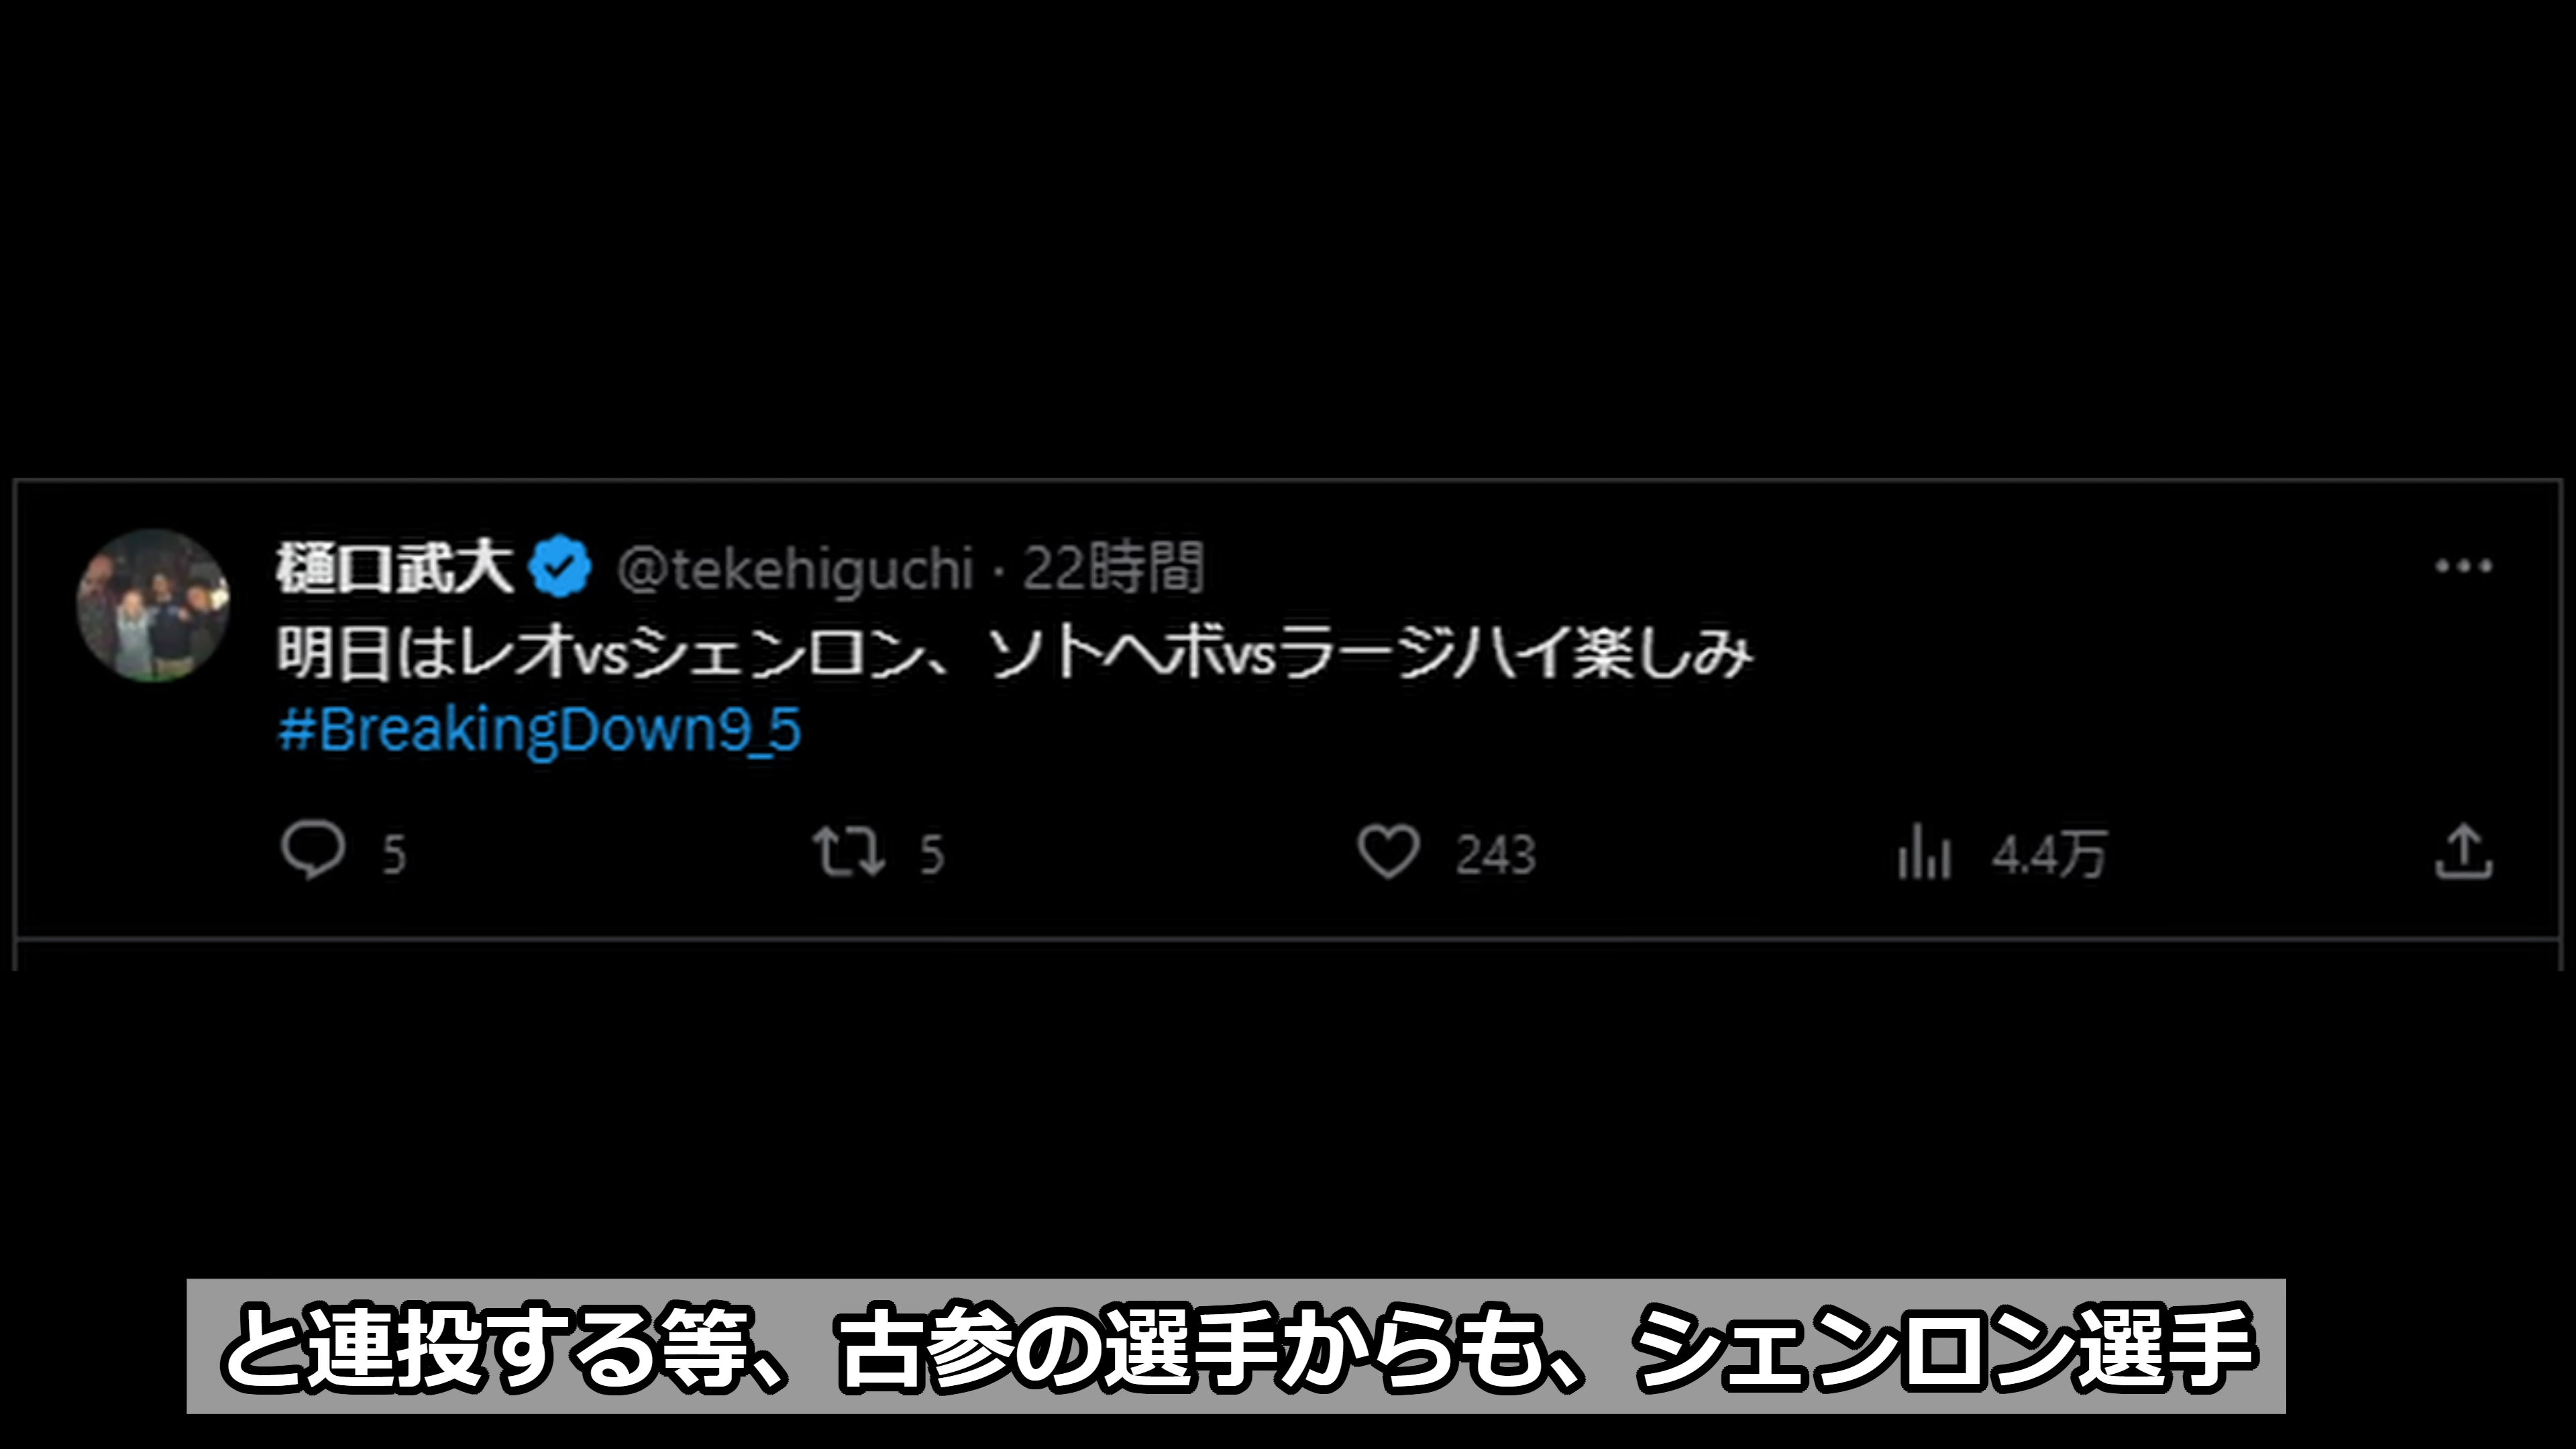 樋口武大 @tekehiguchi · 22時間
明日はレオvsシェンロン、ソトヘボvsラージハイ楽しみ
#BreakingDown9_5
5 5 243 4.4万
と連投する等、古参の選手からも、シェンロン選手